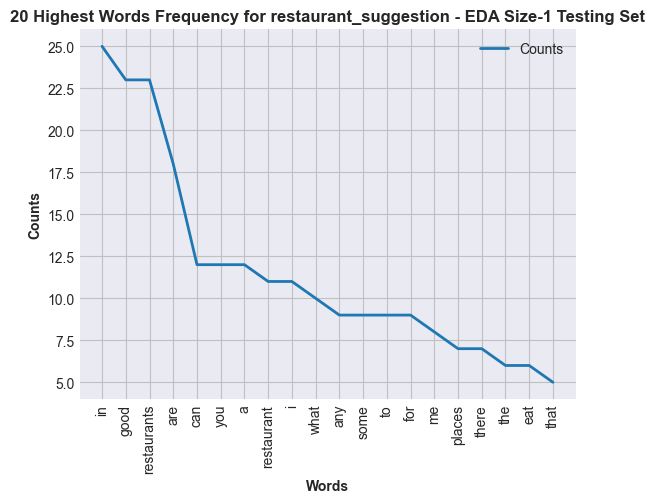 20 Highest Words Frequency for restaurant_suggestion - EDA Size-1 Testing Set
Counts
25.0
22.5
20.0
17.5
15.0
12.5
10.0
7.5
5.0
Counts
in
good
restaurants
are
can
you
a
restaurant
i
what
any
some
to
for
me
places
there
the
eat
that
Words